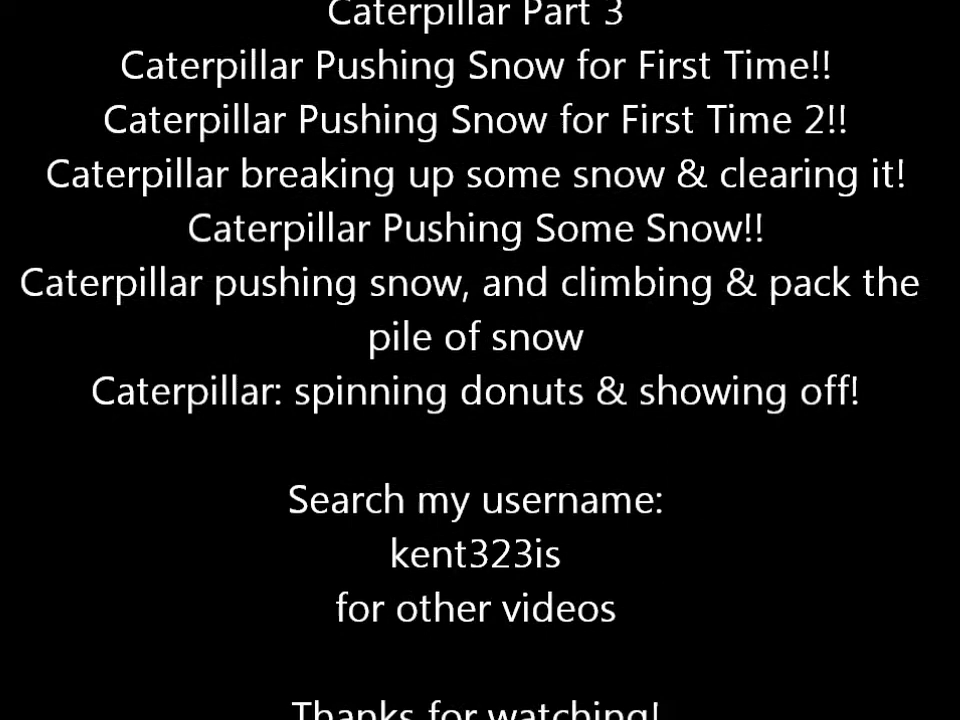 Caterpillar Part 3
Caterpillar Pushing Snow for First Time!!
Caterpillar Pushing Snow for First Time 2!!
Caterpillar breaking up some snow & clearing it!
Caterpillar Pushing Some Snow!!
Caterpillar pushing snow, and climbing & pack the
pile of snow
Caterpillar: spinning donuts & showing off!
Search my username:
kent323is
for other videos
Thanks for watching!